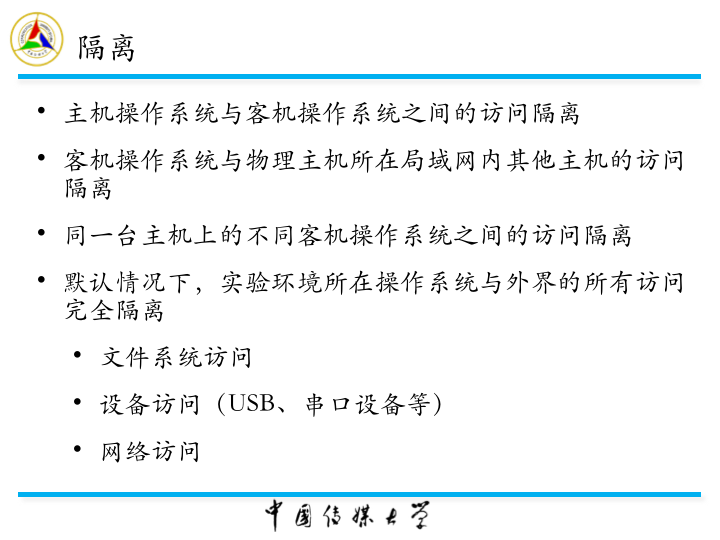 隔离
• 主机操作系统与客机操作系统之间的访问隔离
• 客机操作系统与物理主机所在局域网内其他主机的访问
隔离
• 同一台主机上的不同客机操作系统之间的访问隔离
• 默认情况下，实验环境所在操作系统与外界的所有访问
完全隔离
• 文件系统访问
• 设备访问（USB、串口设备等）
• 网络访问
中国传媒大学